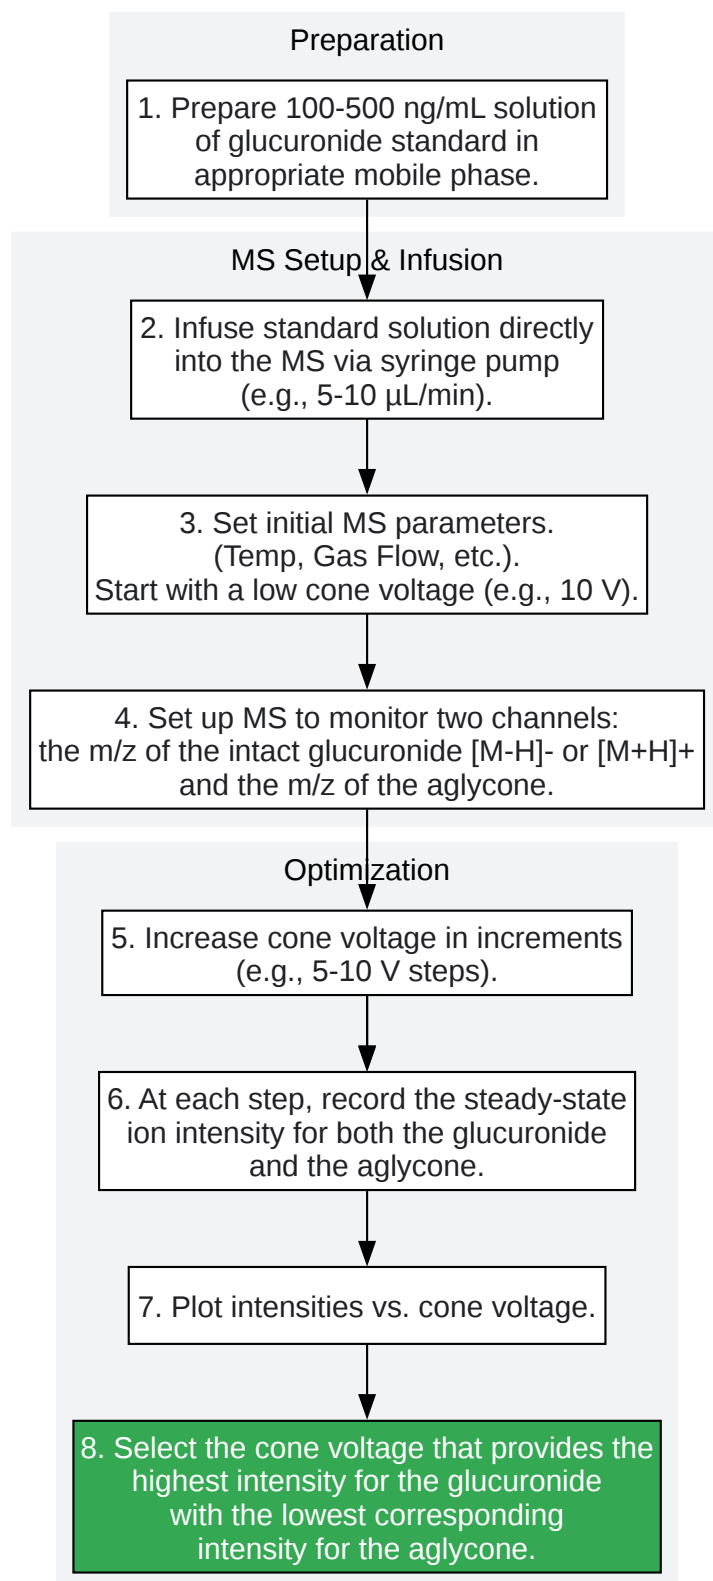 Preparation
1. Prepare 100-500 ng/mL solution
of glucuronide standard in
appropriate mobile phase.
MS Setup & Infusion
2. Infuse standard solution directly
into the MS via syringe pump
(e.g., 5-10 µL/min).
3. Set initial MS parameters.
(Temp, Gas Flow, etc.).
Start with a low cone voltage (e.g., 10 V).
4. Set up MS to monitor two channels:
the m/z of the intact glucuronide [M-H]- or [M+H]+
and the m/z of the aglycone.
Optimization
5. Increase cone voltage in increments
(e.g., 5-10 V steps).
6. At each step, record the steady-state
ion intensity for both the glucuronide
and the aglycone.
7. Plot intensities vs. cone voltage.
8. Select the cone voltage that provides the
highest intensity for the glucuronide
with the lowest corresponding
intensity for the aglycone.